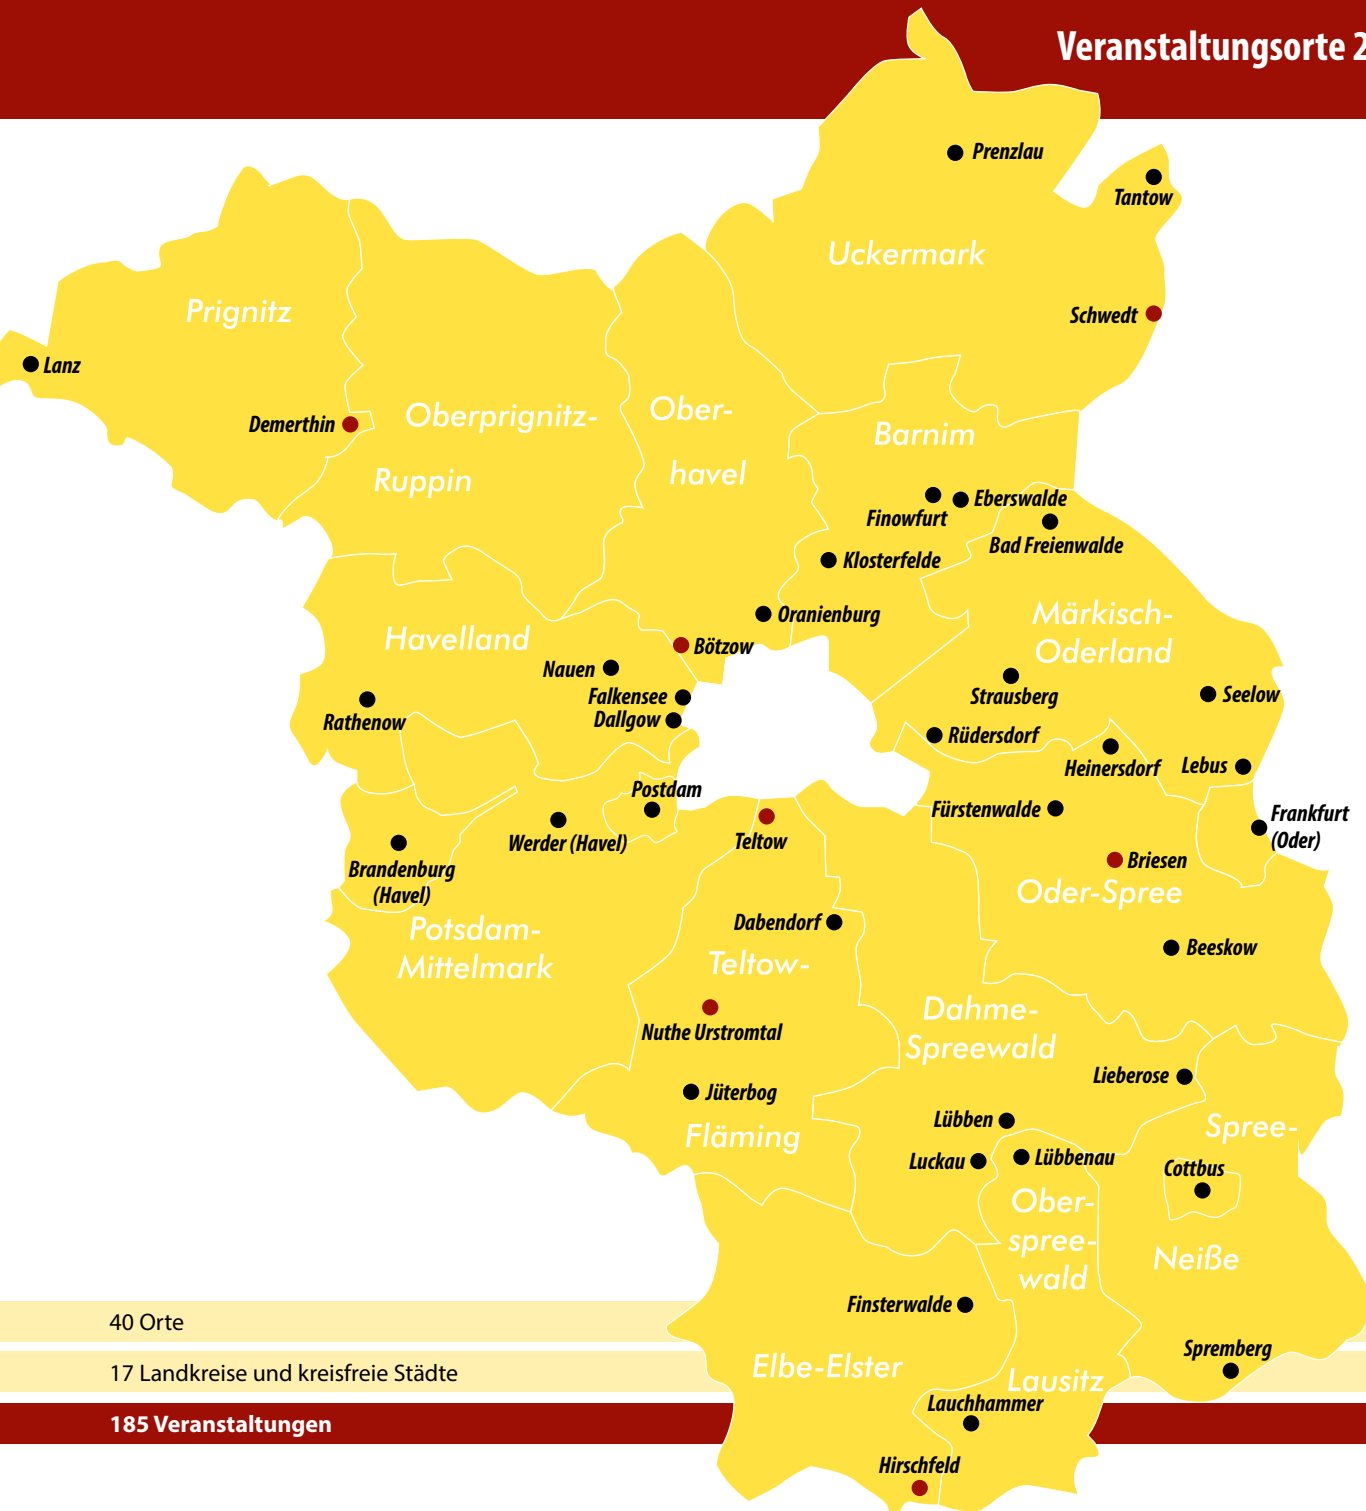 Veranstaltungsorte 2
Prenzlau
Tantow
Uckermark
Schwedt
Prignitz
Lanz
Demerthin
Oberprignitz-
Ruppin
Ober-
havel
Barnim
Finowfurt
Eberswalde
Bad Freienwalde
Klosterfelde
Oranienburg
Märkisch-
Oderland
Havelland
Bötzow
Nauen
Falkensee
Dallgow
Rathenow
Strausberg
Seelow
Rüdersdorf
Heinersdorf
Lebus
Postdam
Fürstenwalde
Frankfurt
(Oder)
Werder (Havel)
Teltow
Brandenburg
(Havel)
Briesen
Oder-Spree
Potsdam-
Mittelmark
Dabendorf
Beeskow
Teltow-
Nuthe Urstromtal
Dahme-
Spreewald
Lieberose
Jüterbog
Fläming
Lübben
Luckau
Lübbenau
Spree-
Cottbus
Ober-
spree-
wald
Neiße
Finsterwalde
40 Orte
Spremberg
17 Landkreise und kreisfreie Städte
Elbe-Elster
Lausitz
Lauchhammer
185 Veranstaltungen
Hirschfeld